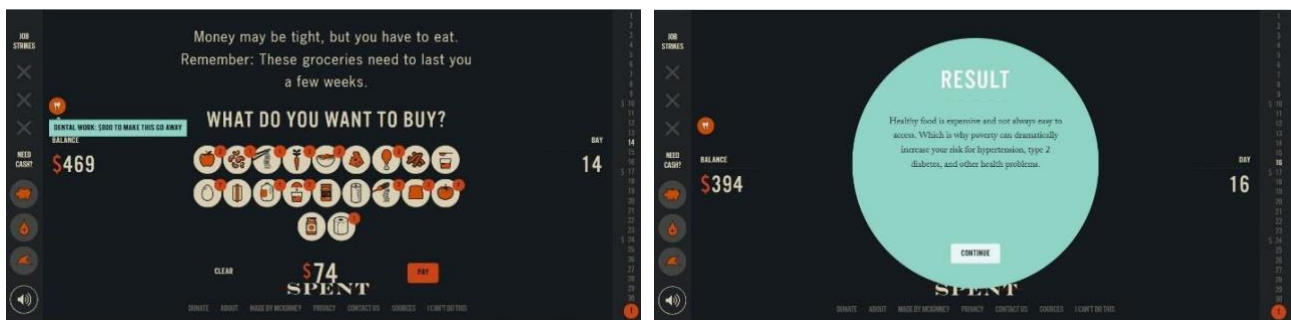 JOB
STRIKES
NEED
CASH?
Money may be tight, but you have to eat.
Remember: These groceries need to last you
a few weeks.
WHAT DO YOU WANT TO BUY?
DENTAL WORK: $800 TO MAKE THIS GO AWAY
BALANCE
$469
DAY
14
CLEAR
$74
PAY
SPENT
DONATE ABOUT MADE BY MCKINNEY PRIVACY CONTACT US SOURCES I CAN'T DO THIS
JOB
STRIKES
NEED
CASH?
RESULT
Healthy food is expensive and not always easy to
access. Which is why poverty can dramatically
increase your risk for hypertension, type 2
diabetes, and other health problems.
CONTINUE
BALANCE
$394
DAY
16
SPENT
DONATE ABOUT MADE BY MCKINNEY PRIVACY CONTACT US SOURCES I CAN'T DO THIS